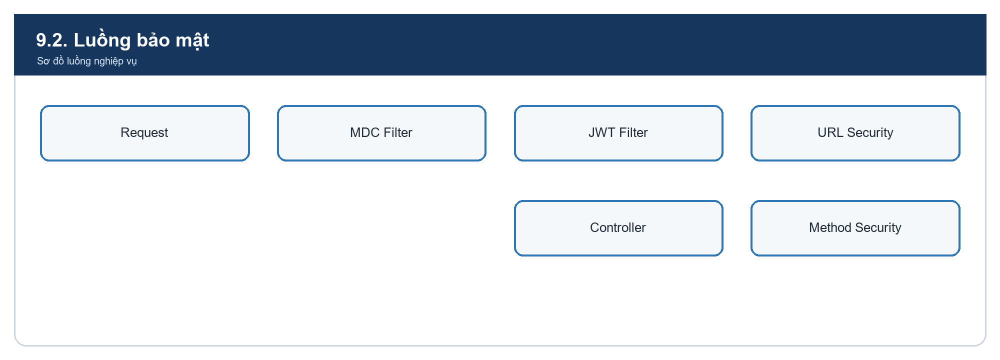 9.2. Luồng bảo mật
Sơ đồ luồng nghiệp vụ
Request
MDC Filter
JWT Filter
URL Security
Controller
Method Security